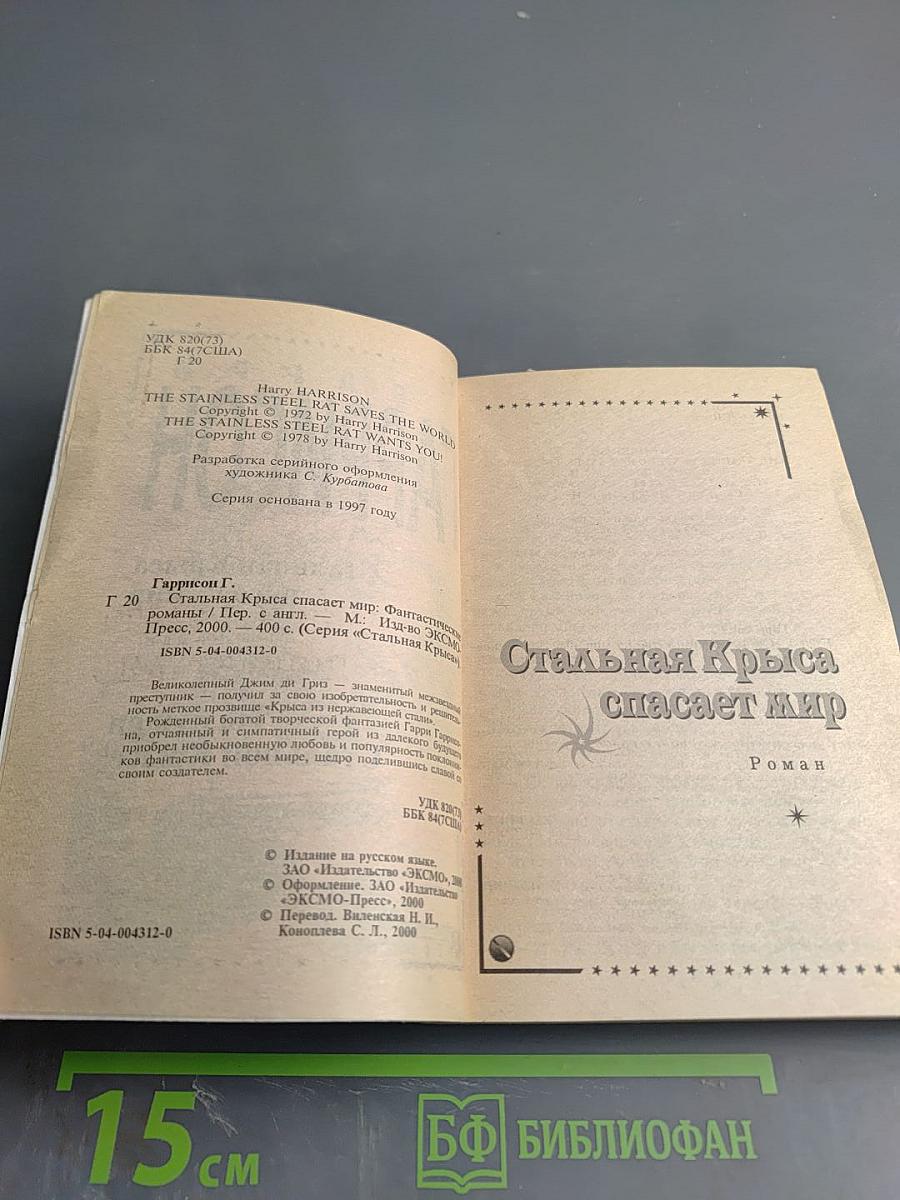 УДК 820(73)
ББК 84(7США)
Г 20
Harry HARRISON
THE STAINLESS STEEL RAT SAVES THE WORLD
Copyright © 1972 by Harry Harrison
THE STAINLESS STEEL RAT WANTS YOU!
Copyright © 1978 by Harry Harrison
Разработка серийного оформления
художника С. Курбатова
Серия основана в 1997 году
Гаррисон Г.
Г 20 Стальная Крыса спасает мир: Фантастические
романы / Пер. с англ. — М.: Изд-во ЭКСМО-
Пресс, 2000. — 400 с. (Серия «Стальная Крыса»).
ISBN 5-04-004312-0
Великолепный Джим ди Гриз — знаменитый межзвездный
преступник — получил за свою изобретательность и решитель-
ность меткое прозвище «Крыса из нержавеющей стали».
Рожденный богатой творческой фантазией Гарри Гаррисо-
на, отчаянный и симпатичный герой из далекого будущего
приобрел необыкновенную любовь и популярность поклонни-
ков фантастики во всем мире, щедро поделившись славой со
своим создателем.
УДК 820(73)
ББК 84(7США)
© Издание на русском языке.
ЗАО «Издательство «ЭКСМО», 2000
© Оформление. ЗАО «Издательство
«ЭКСМО-Пресс», 2000
© Перевод. Виленская Н. И.,
Коноплева С. Л., 2000
ISBN 5-04-004312-0
Стальная Крыса
спасает мир
Роман
15 см
БФ БИБЛИОФАН